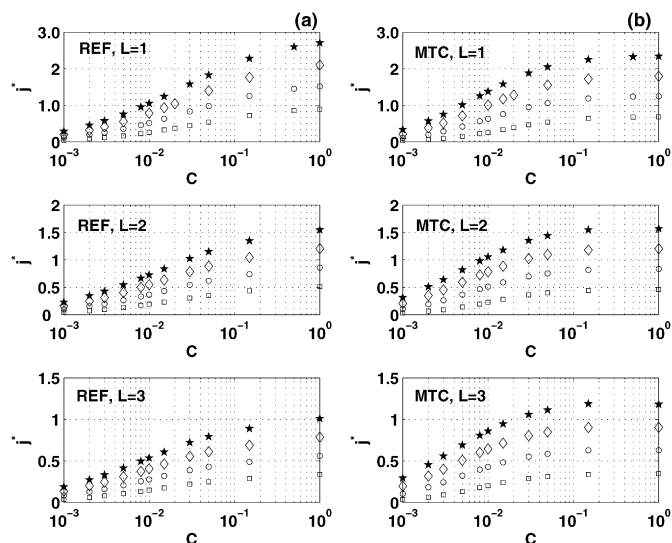 (a) (b)
3.0 REF, L=1 3.0 MTC, L=1
2.0 2.0
j* j*
1.0 1.0
0 0
10⁻³ 10⁻² 10⁻¹ 10⁰ 10⁻³ 10⁻² 10⁻¹ 10⁰
C C
2 REF, L=2 2 MTC, L=2
1.5 1.5
j* 1 j* 1
0.5 0.5
0 0
10⁻³ 10⁻² 10⁻¹ 10⁰ 10⁻³ 10⁻² 10⁻¹ 10⁰
C C
1.5 REF, L=3 1.5 MTC, L=3
1 1
j* j*
0.5 0.5
0 0
10⁻³ 10⁻² 10⁻¹ 10⁰ 10⁻³ 10⁻² 10⁻¹ 10⁰
C C